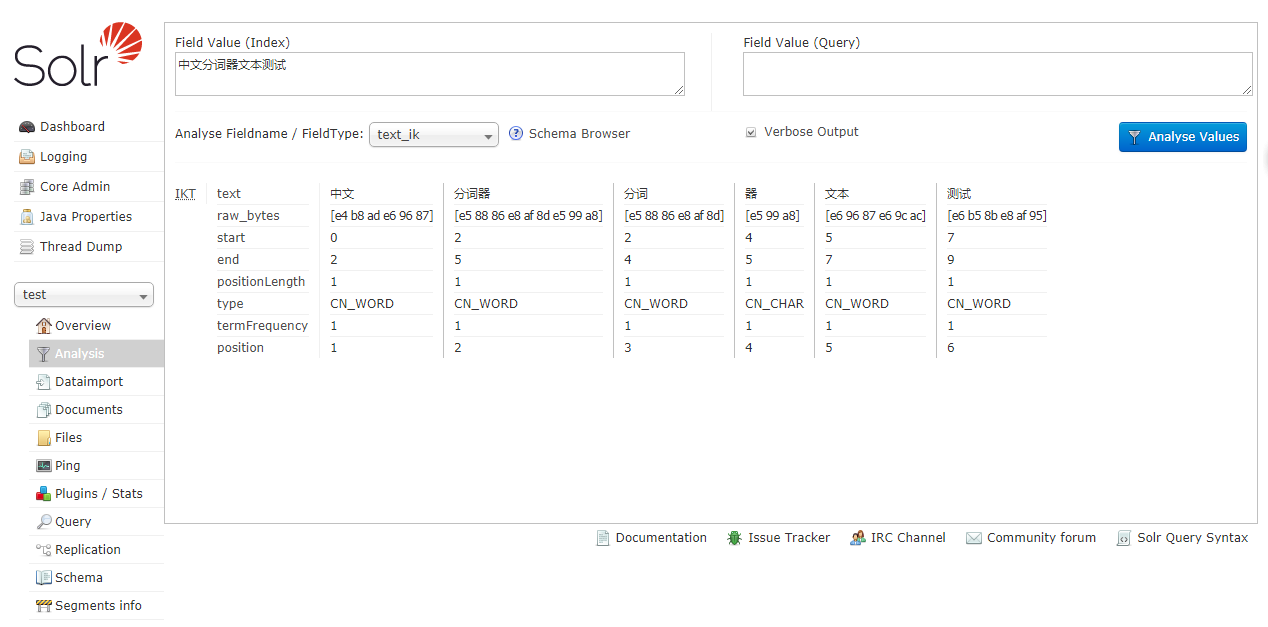 Solr
Dashboard
Logging
Core Admin
Java Properties
Thread Dump
test
Overview
Analysis
Dataimport
Documents
Files
Ping
Plugins / Stats
Query
Replication
Schema
Segments info
Field Value (Index)
中文分词器文本测试
Field Value (Query)
Analyse Fieldname / FieldType: text_ik ? Schema Browser
Verbose Output
Analyse Values
IKT text 中文 分词器 分词 器 文本 测试
raw_bytes [e4 b8 ad e6 96 87] [e5 88 86 e8 af 8d e5 99 a8] [e5 88 86 e8 af 8d] [e5 99 a8] [e6 96 87 e6 9c ac] [e6 b5 8b e8 af 95]
start 0 2 2 4 5 7
end 2 5 4 5 7 9
positionLength 1 1 1 1 1 1
type CN_WORD CN_WORD CN_WORD CN_CHAR CN_WORD CN_WORD
termFrequency 1 1 1 1 1 1
position 1 2 3 4 5 6
Documentation Issue Tracker IRC Channel Community forum Solr Query Syntax